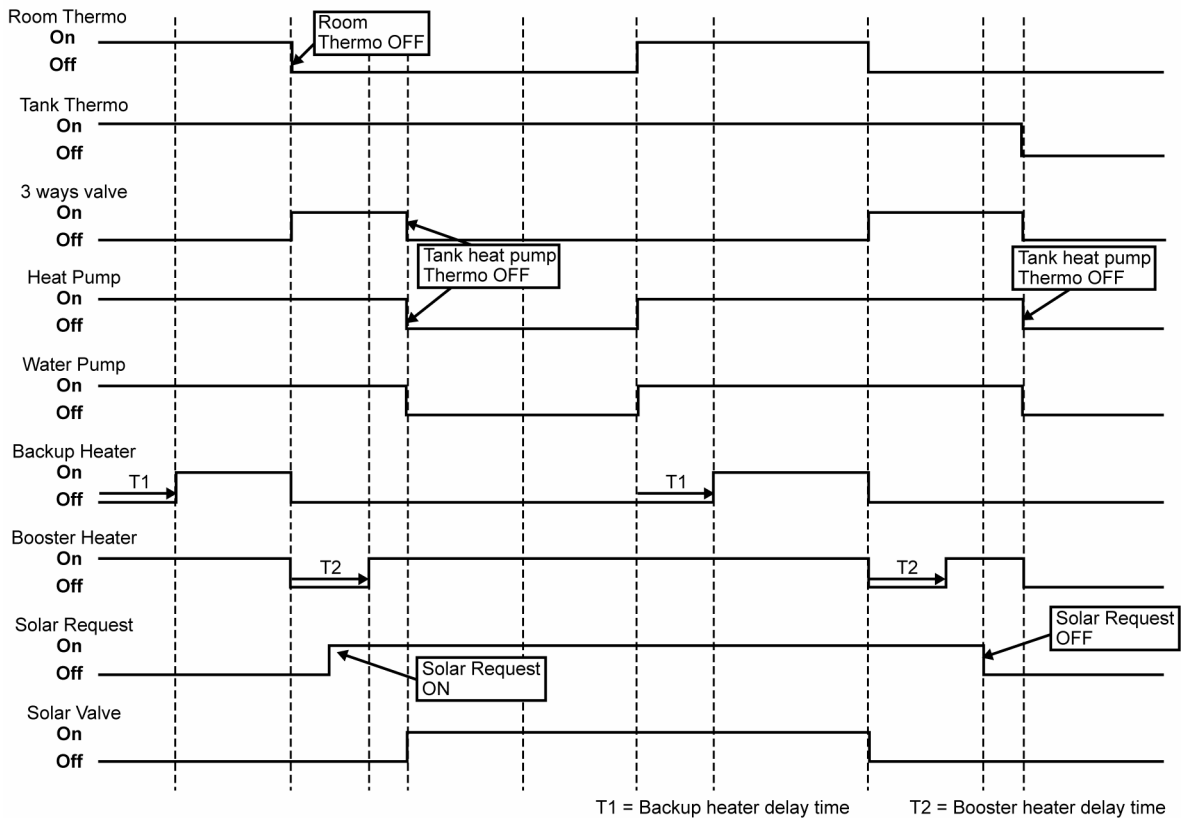 Room Thermo
On
Off
Room
Thermo OFF
Tank Thermo
On
Off
3 ways valve
On
Off
Tank heat pump
Thermo OFF
Tank heat pump
Thermo OFF
Heat Pump
On
Off
Water Pump
On
Off
Backup Heater
On
Off
T1
T1
Booster Heater
On
Off
T2
T2
Solar Request
On
Off
Solar Request
ON
Solar Request
OFF
Solar Valve
On
Off
T1 = Backup heater delay time
T2 = Booster heater delay time